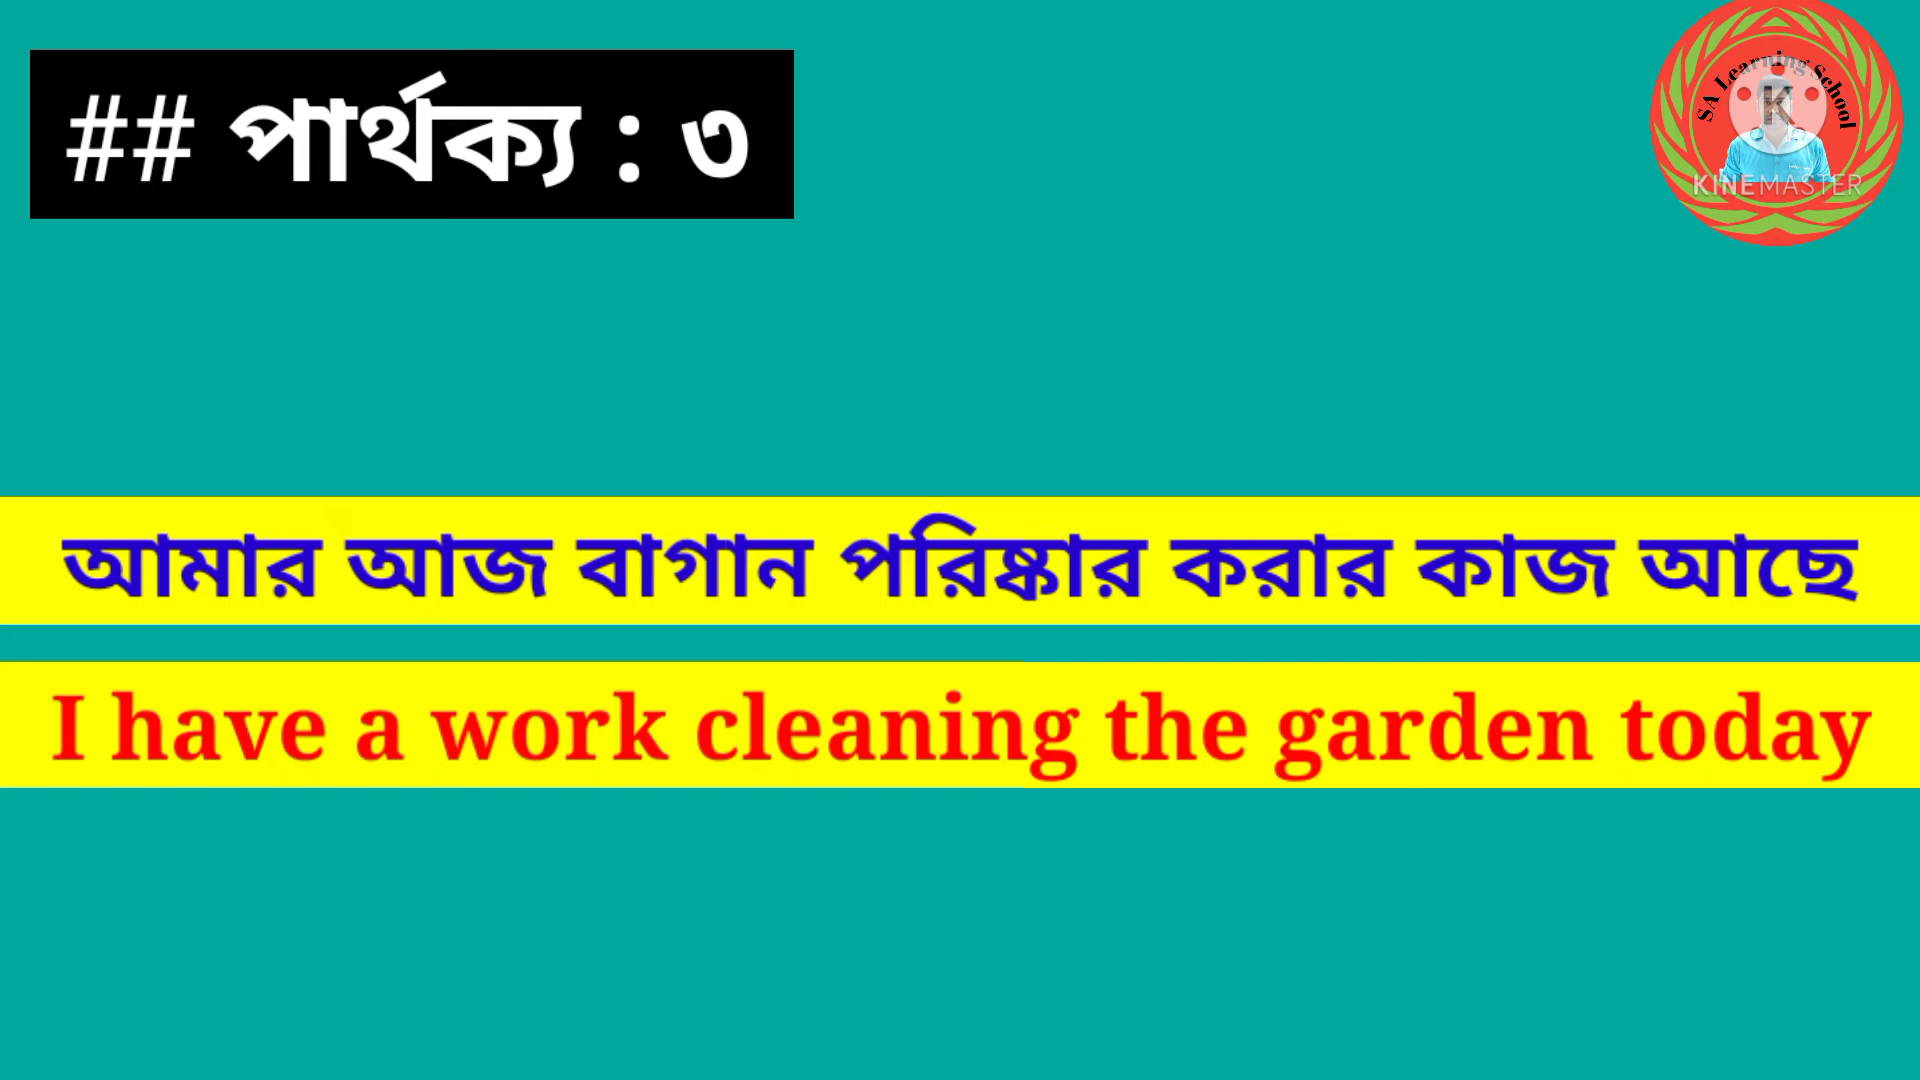 ## পার্থক্য : ৩
SA Learning School
K
KINEMASTER
আমার আজ বাগান পরিষ্কার করার কাজ আছে
I have a work cleaning the garden today